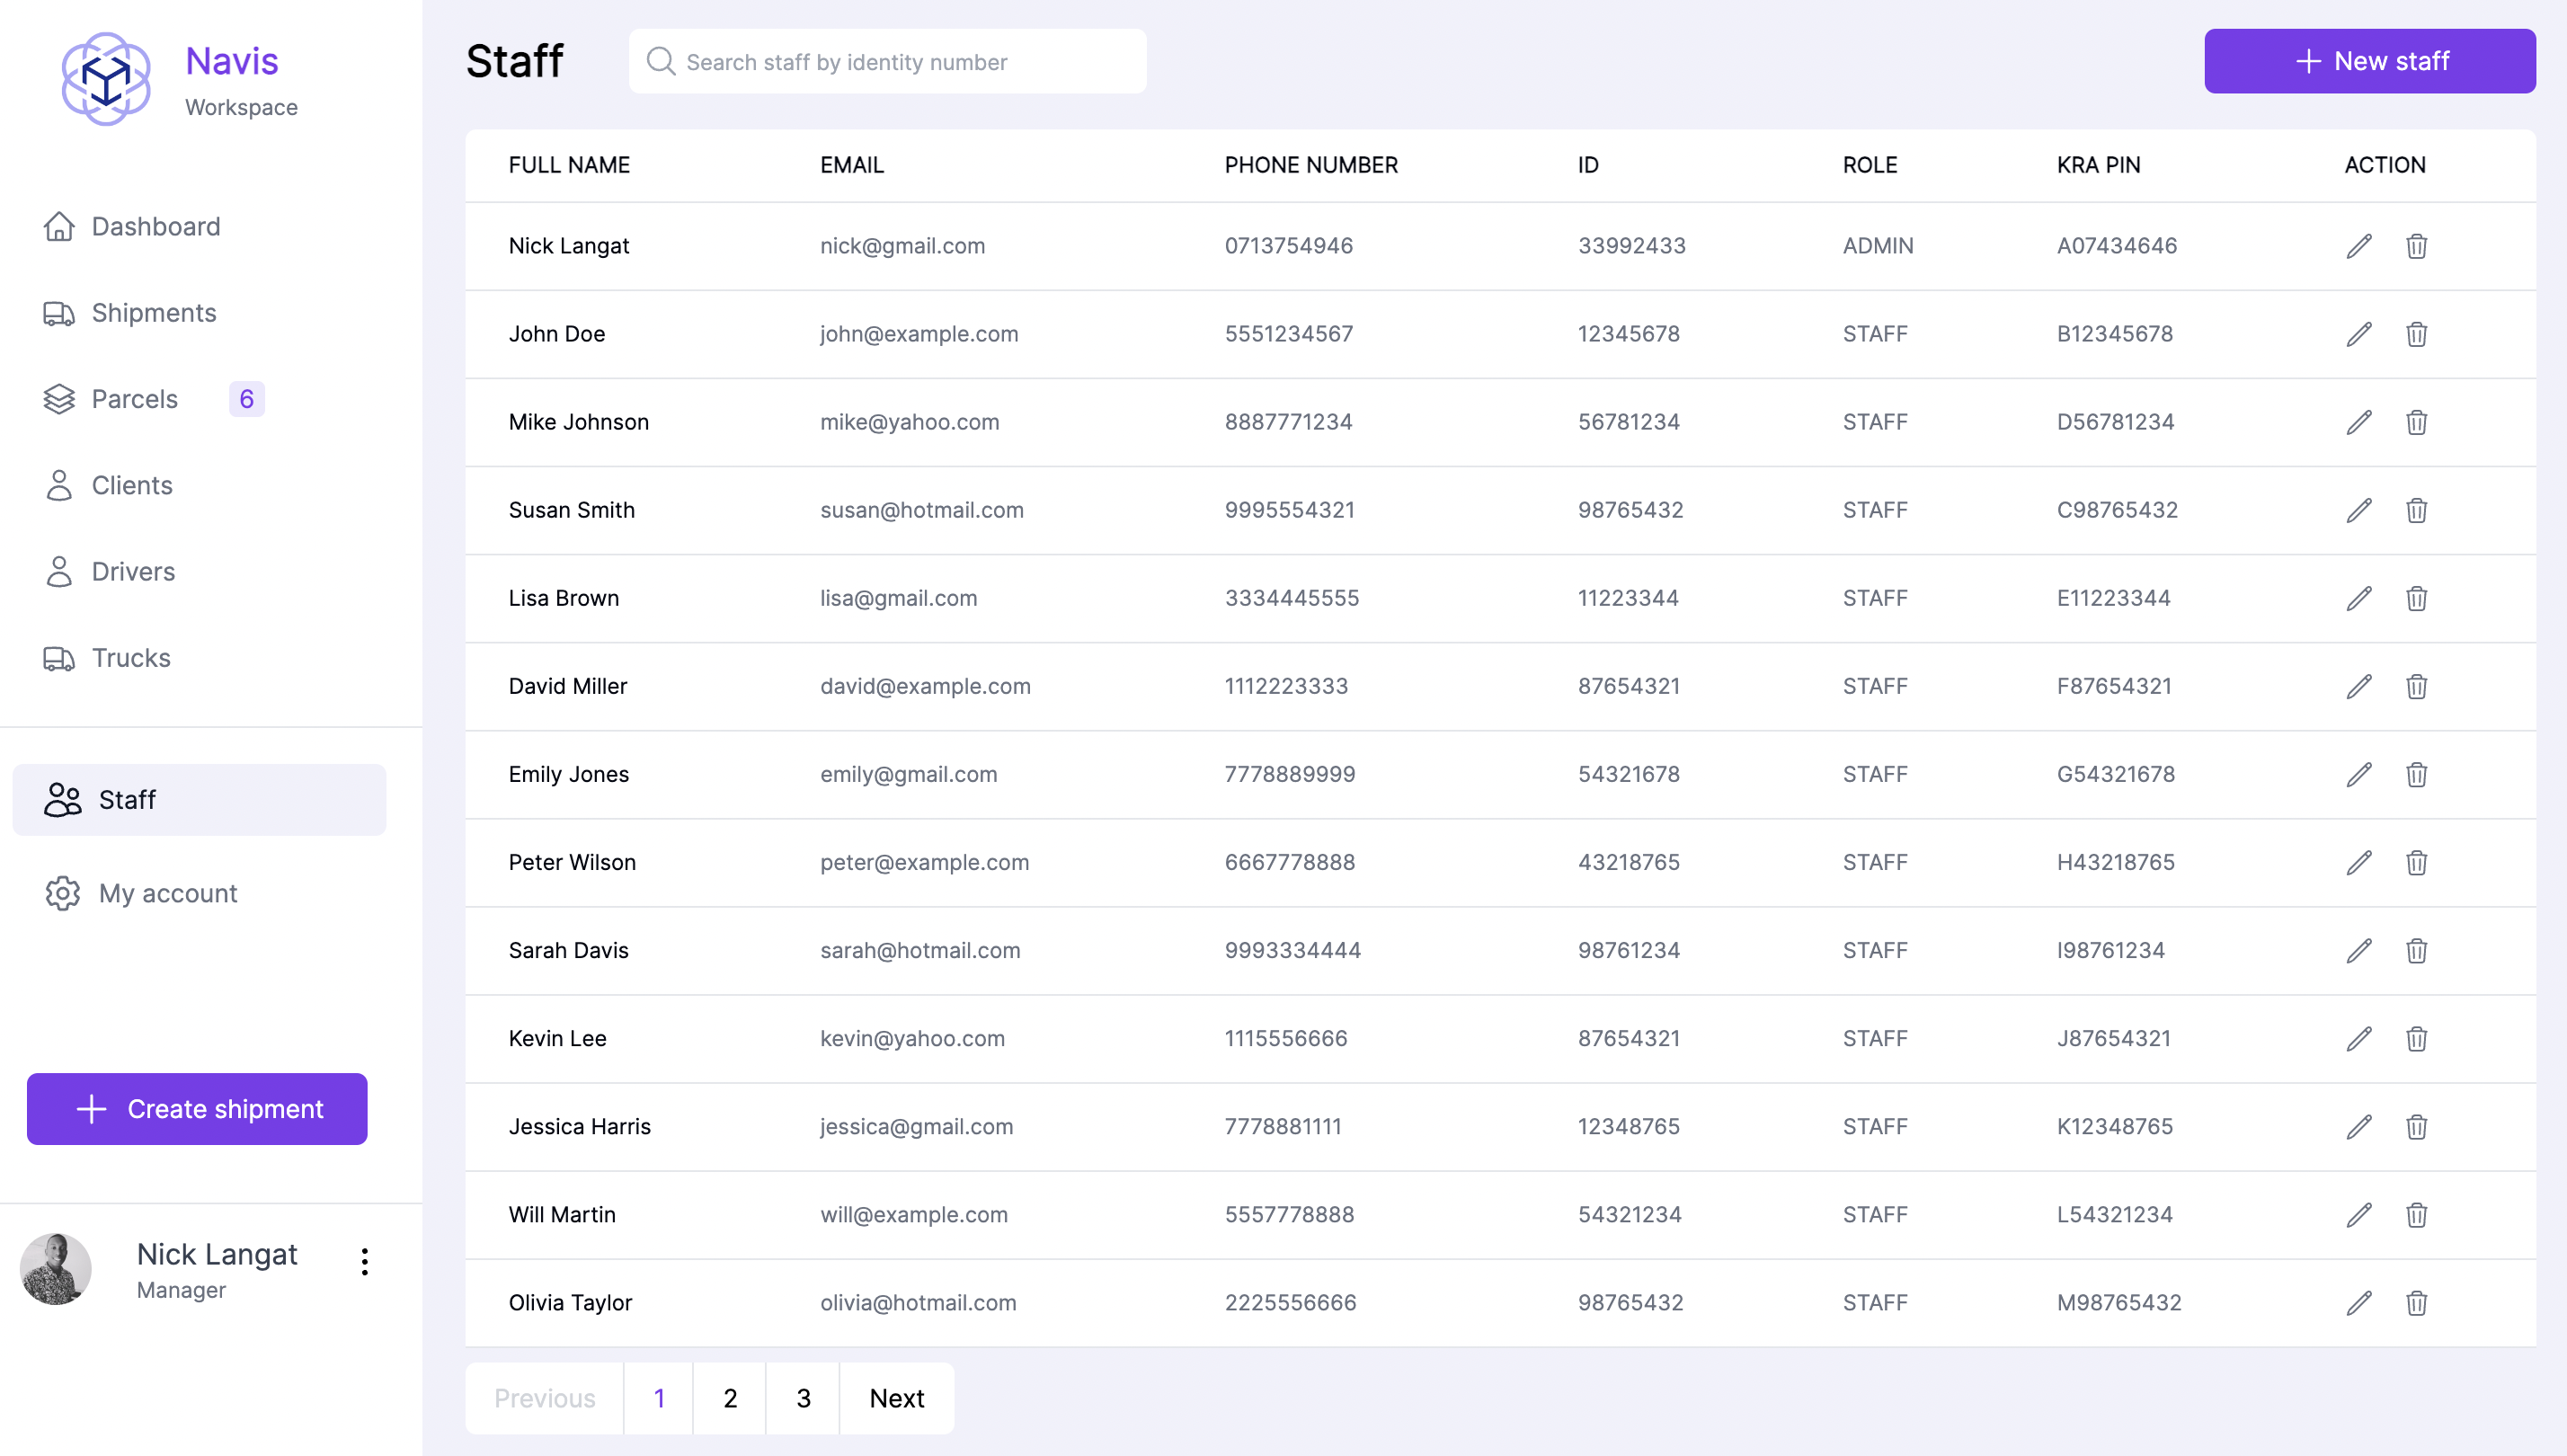 Navis
Workspace
Dashboard
Shipments
Parcels 6
Clients
Drivers
Trucks
Staff
My account
Create shipment
Nick Langat
Manager
Staff
Search staff by identity number
New staff
FULL NAME EMAIL PHONE NUMBER ID ROLE KRA PIN ACTION
Nick Langat nick@gmail.com 0713754946 33992433 ADMIN A07434646
John Doe john@example.com 5551234567 12345678 STAFF B12345678
Mike Johnson mike@yahoo.com 8887771234 56781234 STAFF D56781234
Susan Smith susan@hotmail.com 9995554321 98765432 STAFF C98765432
Lisa Brown lisa@gmail.com 3334445555 11223344 STAFF E11223344
David Miller david@example.com 1112223333 87654321 STAFF F87654321
Emily Jones emily@gmail.com 7778889999 54321678 STAFF G54321678
Peter Wilson peter@example.com 6667778888 43218765 STAFF H43218765
Sarah Davis sarah@hotmail.com 9993334444 98761234 STAFF I98761234
Kevin Lee kevin@yahoo.com 1115556666 87654321 STAFF J87654321
Jessica Harris jessica@gmail.com 7778881111 12348765 STAFF K12348765
Will Martin will@example.com 5557778888 54321234 STAFF L54321234
Olivia Taylor olivia@hotmail.com 2225556666 98765432 STAFF M98765432
Previous 1 2 3 Next